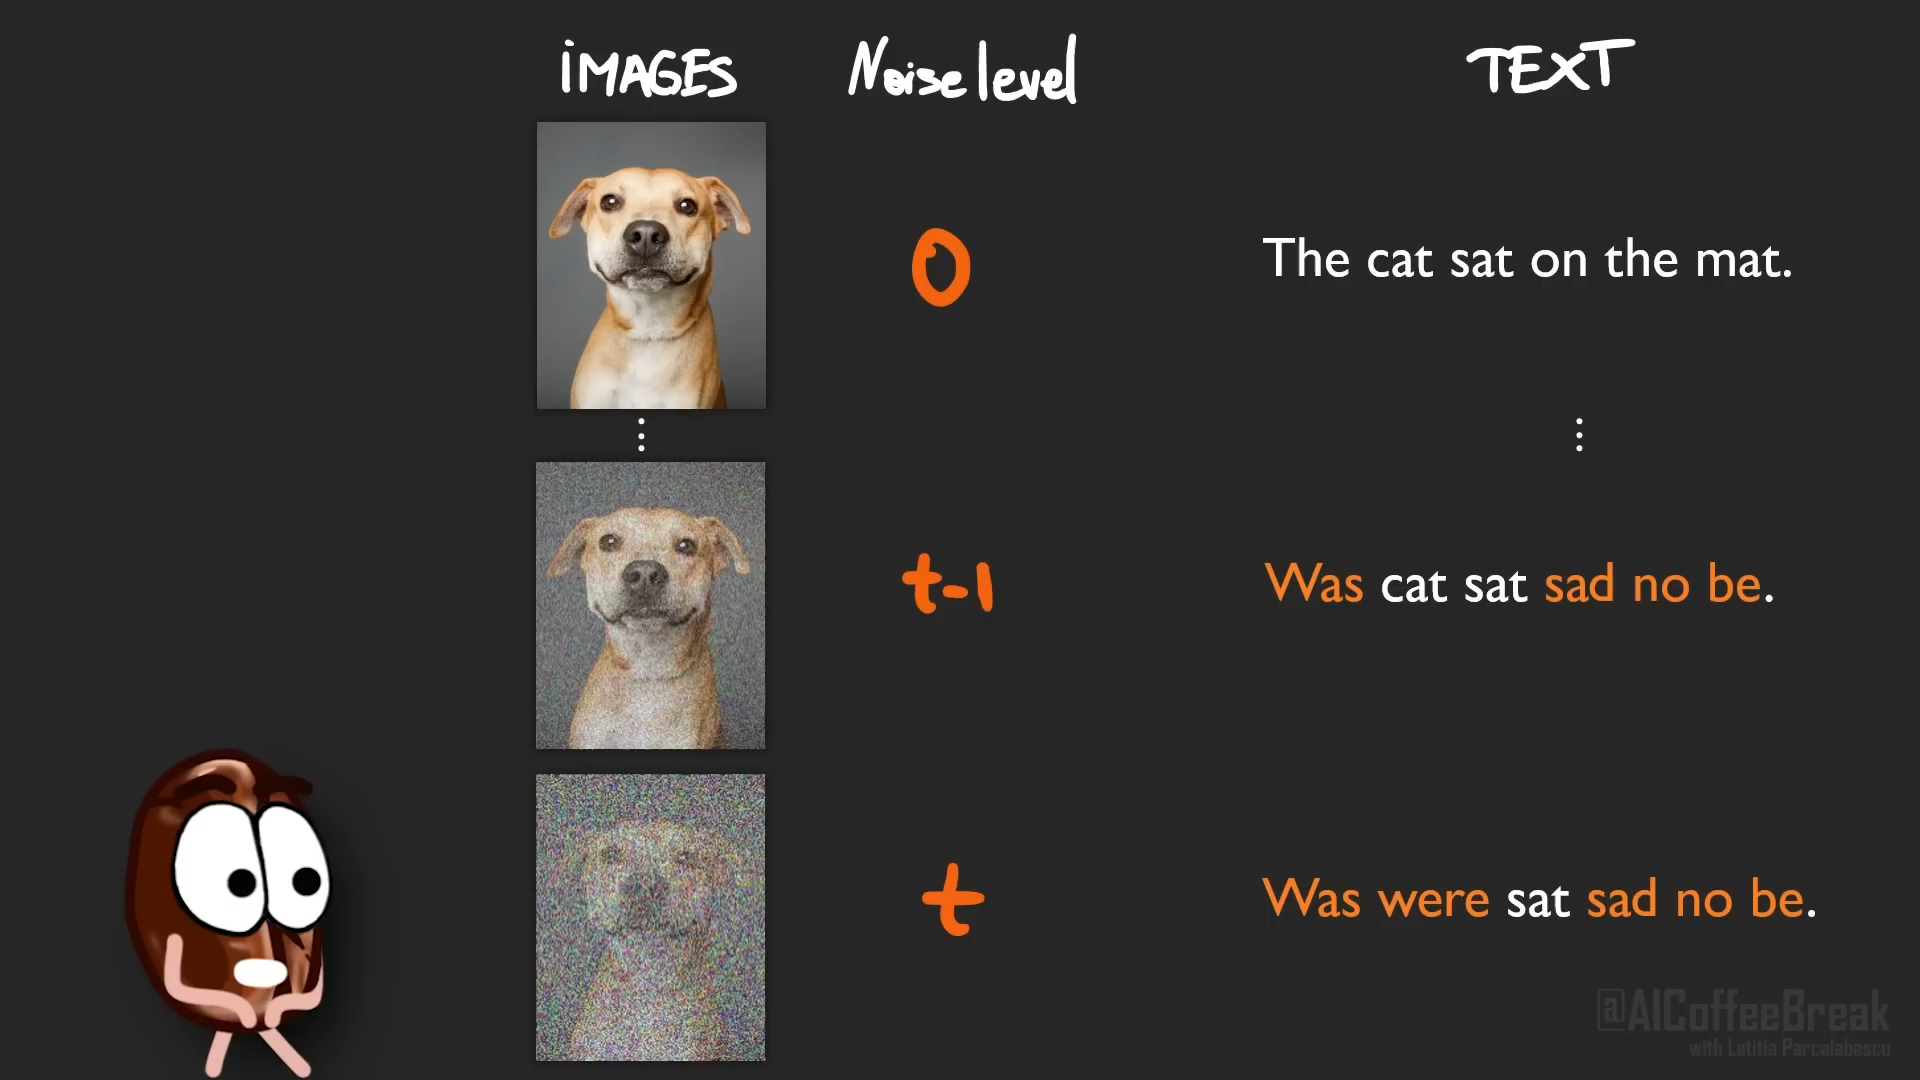 IMAGES Noise level TEXT
0 The cat sat on the mat.
t-1 Was cat sat sad no be.
t Was were sat sad no be.
@AICoffeeBreak
with Letitia Parcalabescu